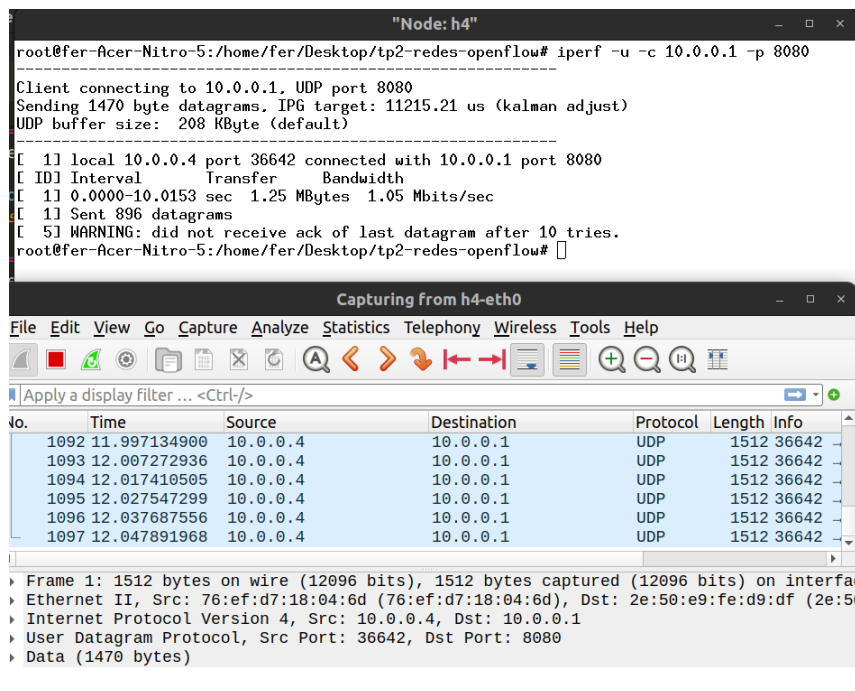 "Node: h4"
root@fer-Acer-Nitro-5:/home/fer/Desktop/tp2-redes-openflow# iperf -u -c 10.0.0.1 -p 8080
------------------------------------------------------------
Client connecting to 10.0.0.1, UDP port 8080
Sending 1470 byte datagrams, IPG target: 11215.21 us (kalman adjust)
UDP buffer size:  208 KByte (default)
------------------------------------------------------------
[  1] local 10.0.0.4 port 36642 connected with 10.0.0.1 port 8080
[ ID] Interval       Transfer     Bandwidth
[  1] 0.0000-10.0153 sec  1.25 MBytes  1.05 Mbits/sec
[  1] Sent 896 datagrams
[  5] WARNING: did not receive ack of last datagram after 10 tries.
root@fer-Acer-Nitro-5:/home/fer/Desktop/tp2-redes-openflow#
Capturing from h4-eth0
File Edit View Go Capture Analyze Statistics Telephony Wireless Tools Help
Apply a display filter ... <Ctrl-/>
No. Time Source Destination Protocol Length Info
1092 11.997134900 10.0.0.4 10.0.0.1 UDP 1512 36642 →
1093 12.007272936 10.0.0.4 10.0.0.1 UDP 1512 36642 →
1094 12.017410505 10.0.0.4 10.0.0.1 UDP 1512 36642 →
1095 12.027547299 10.0.0.4 10.0.0.1 UDP 1512 36642 →
1096 12.037687556 10.0.0.4 10.0.0.1 UDP 1512 36642 →
1097 12.047891968 10.0.0.4 10.0.0.1 UDP 1512 36642 →
Frame 1: 1512 bytes on wire (12096 bits), 1512 bytes captured (12096 bits) on interfa
Ethernet II, Src: 76:ef:d7:18:04:6d (76:ef:d7:18:04:6d), Dst: 2e:50:e9:fe:d9:df (2e:50
Internet Protocol Version 4, Src: 10.0.0.4, Dst: 10.0.0.1
User Datagram Protocol, Src Port: 36642, Dst Port: 8080
Data (1470 bytes)